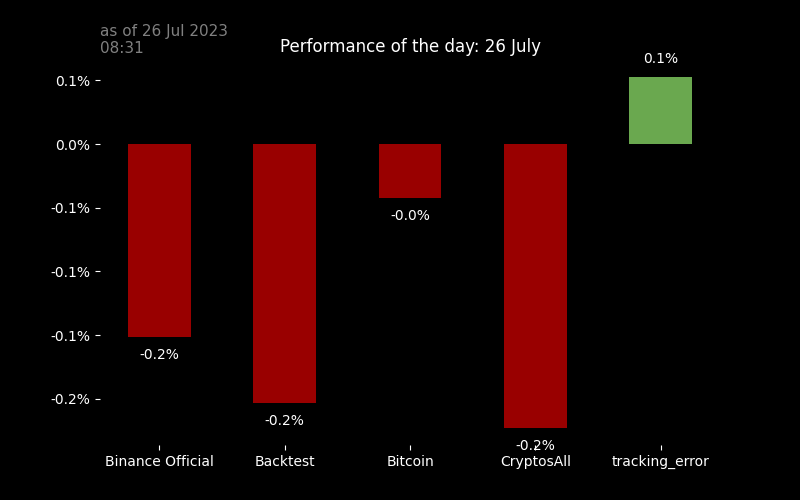 as of 26 Jul 2023
08:31
Performance of the day: 26 July
0.1%
0.1%
0.0%
-0.1%
-0.0%
-0.1%
-0.1%
-0.2%
-0.2%
-0.2%
-0.2%
Binance Official
Backtest
Bitcoin
CryptosAll
tracking_error